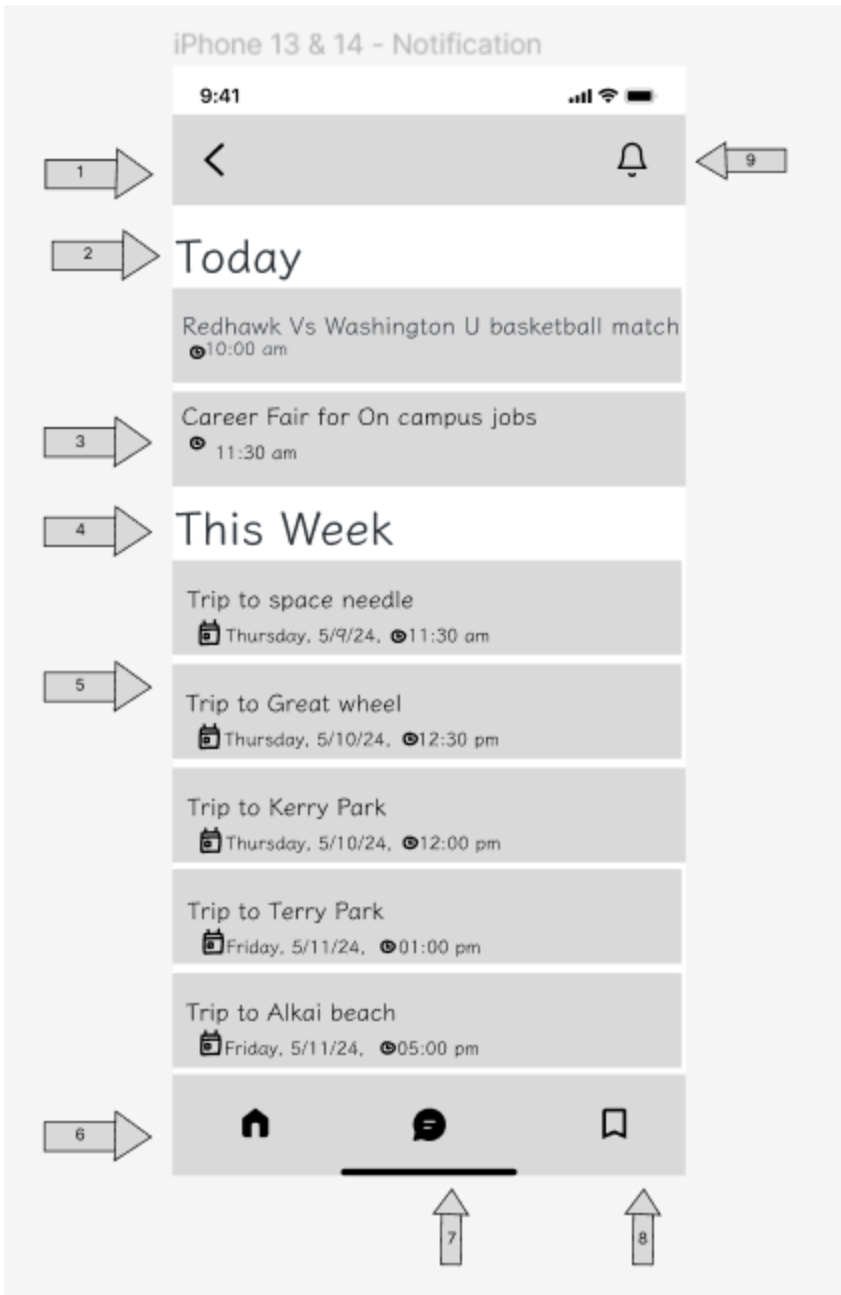 iPhone 13 & 14 - Notification
9:41
1
9
2
Today
Redhawk Vs Washington U basketball match
10:00 am
3
Career Fair for On campus jobs
11:30 am
4
This Week
Trip to space needle
Thursday, 5/9/24, 11:30 am
5
Trip to Great wheel
Thursday, 5/10/24, 12:30 pm
Trip to Kerry Park
Thursday, 5/10/24, 12:00 pm
Trip to Terry Park
Friday, 5/11/24, 01:00 pm
Trip to Alkai beach
Friday, 5/11/24, 05:00 pm
6
7
8